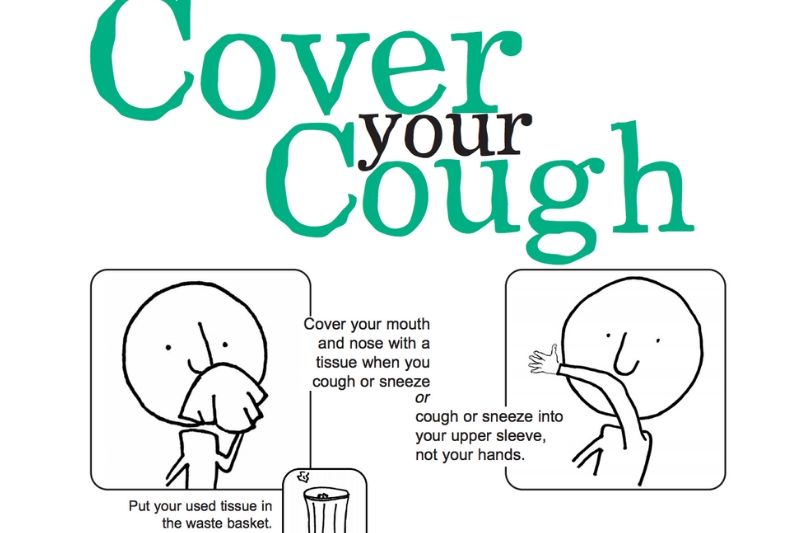 Cover
your
Cough
Cover your mouth
and nose with a
tissue when you
cough or sneeze
or
cough or sneeze into
your upper sleeve,
not your hands.
Put your used tissue in
the waste basket.